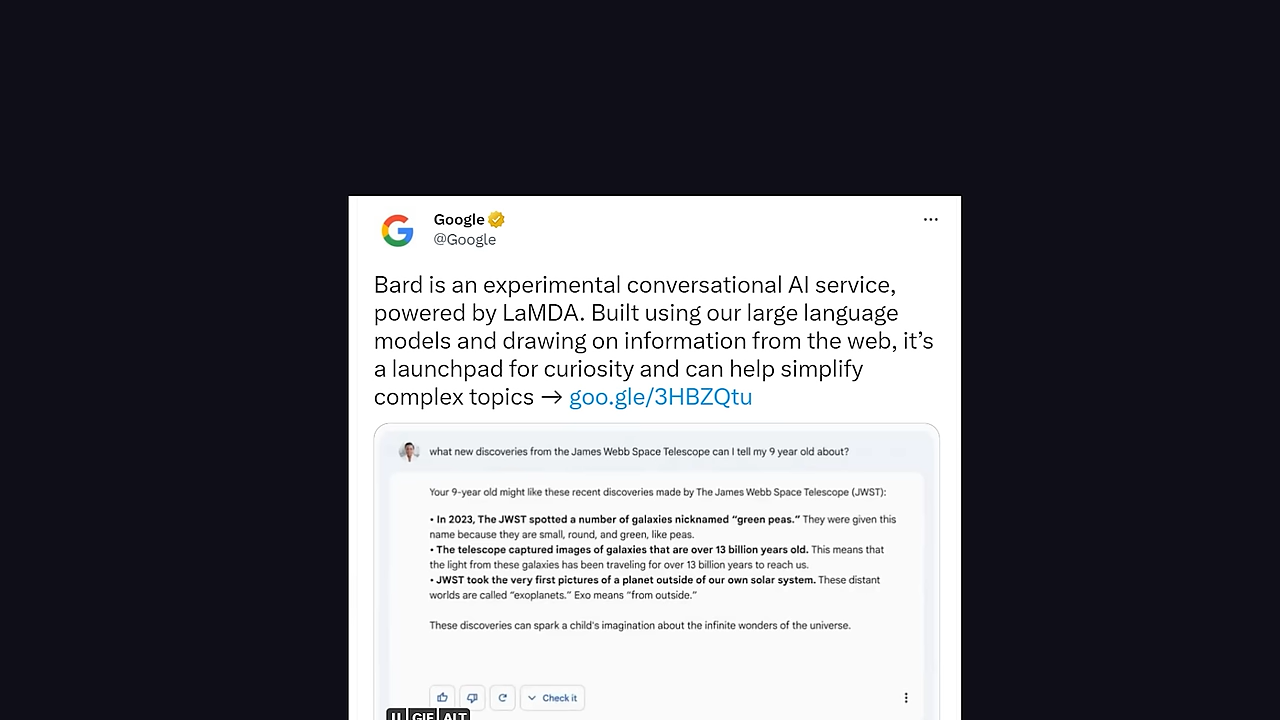 Google
@Google
Bard is an experimental conversational AI service,
powered by LaMDA. Built using our large language
models and drawing on information from the web, it’s
a launchpad for curiosity and can help simplify
complex topics → goo.gle/3HBZQtu
what new discoveries from the James Webb Space Telescope can I tell my 9 year old about?
Your 9-year old might like these recent discoveries made by The James Webb Space Telescope (JWST):
• In 2023, The JWST spotted a number of galaxies nicknamed “green peas.” They were given this
name because they are small, round, and green, like peas.
• The telescope captured images of galaxies that are over 13 billion years old. This means that
the light from these galaxies has been traveling for over 13 billion years to reach us.
• JWST took the very first pictures of a planet outside of our own solar system. These distant
worlds are called “exoplanets.” Exo means “from outside.”
These discoveries can spark a child's imagination about the infinite wonders of the universe.
Check it
GIF ALT